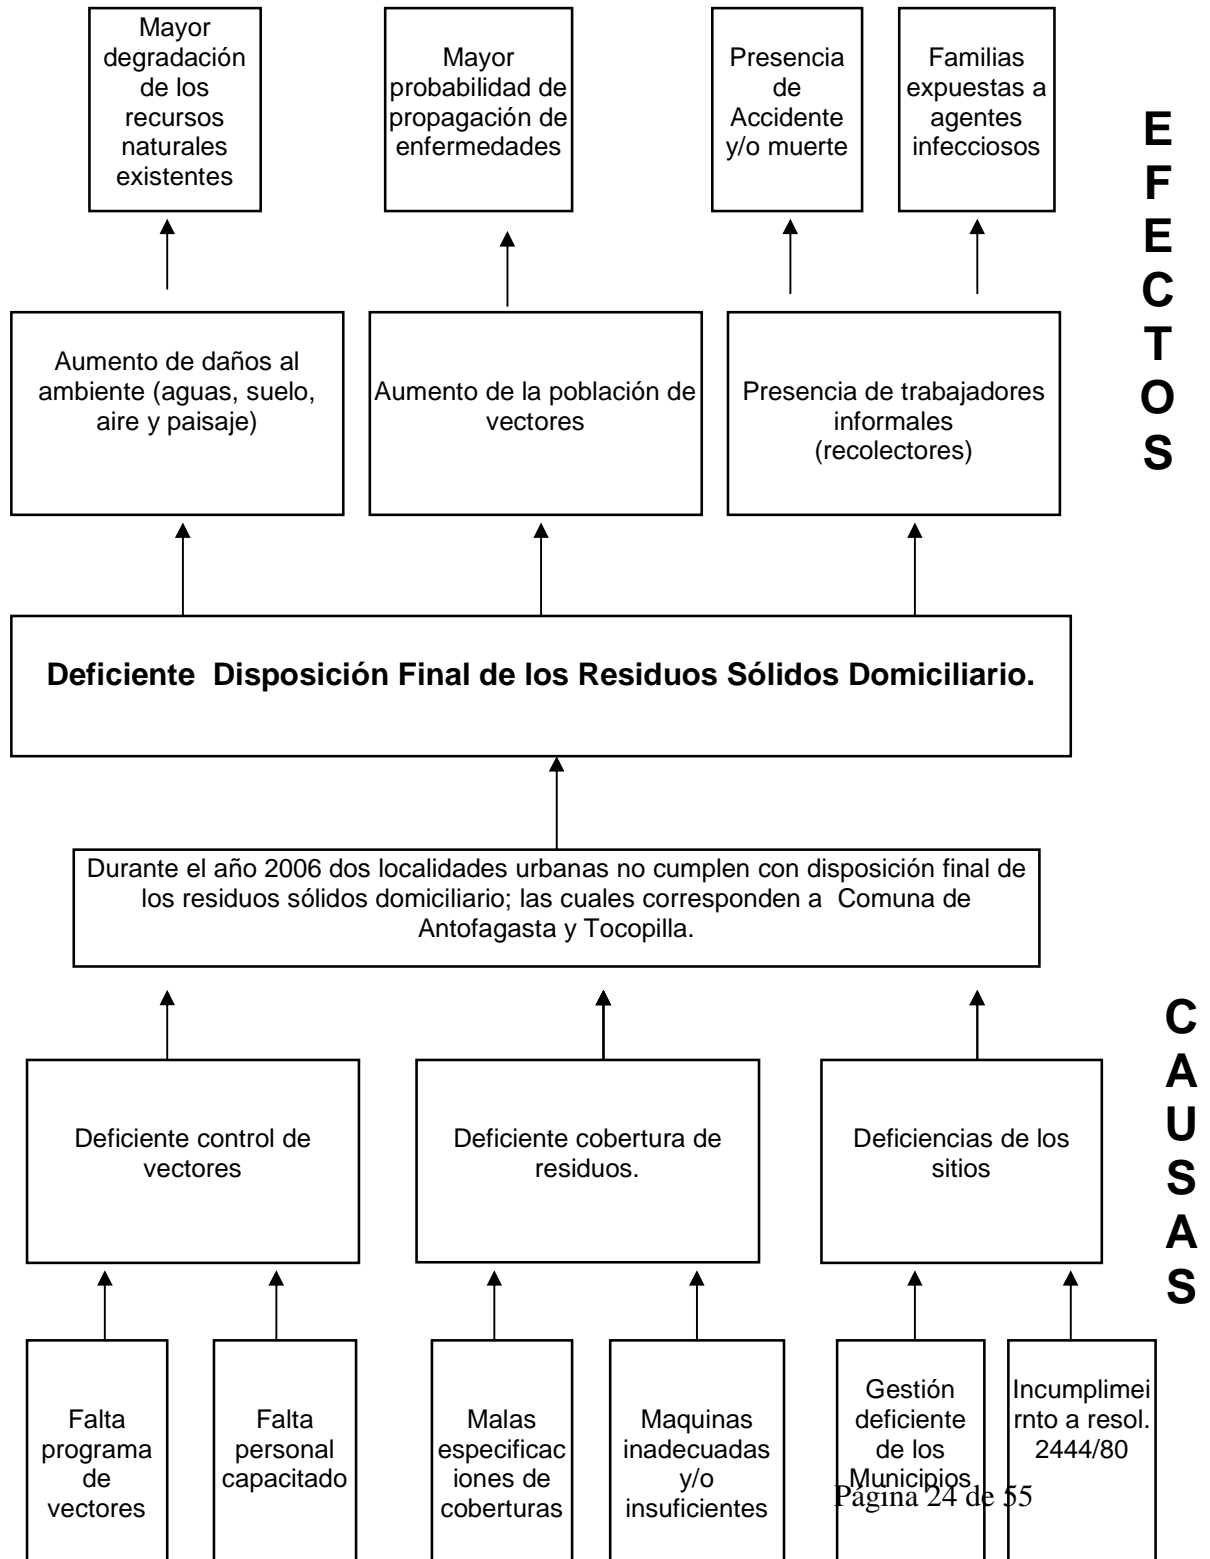 Mayor
degradación
de los
recursos
naturales
existentes
Mayor
probabilidad de
propagación de
enfermedades
Presencia
de
Accidente
y/o muerte
Familias
expuestas a
agentes
infecciosos
E
F
E
C
T
O
S
Aumento de daños al
ambiente (aguas, suelo,
aire y paisaje)
Aumento de la población de
vectores
Presencia de trabajadores
informales
(recolectores)
Deficiente  Disposición Final de los Residuos Sólidos Domiciliario.
Durante el año 2006 dos localidades urbanas no cumplen con disposición final de
los residuos sólidos domiciliario; las cuales corresponden a  Comuna de
Antofagasta y Tocopilla.
C
A
U
S
A
S
Deficiente control de
vectores
Deficiente cobertura de
residuos.
Deficiencias de los
sitios
Falta
programa
de
vectores
Falta
personal
capacitado
Malas
especificac
iones de
coberturas
Maquinas
inadecuadas
y/o
insuficientes
Gestión
deficiente
de los
Municipios
Incumplimei
rnto a resol.
2444/80
Página 24 de 55